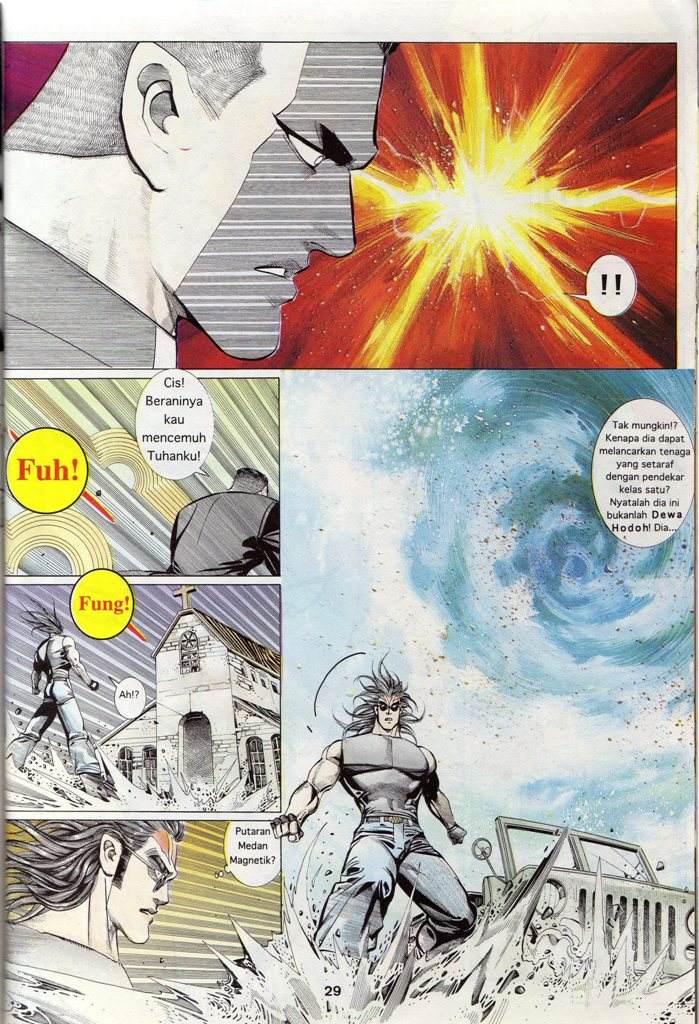 !!
Cis!
Beraninya
kau
mencemuh
Tuhanku!
Fuh!
Tak mungkin!?
Kenapa dia dapat
melancarkan tenaga
yang setaraf
dengan pendekar
kelas satu?
Nyatalah dia ini
bukanlah Dewa
Hodoh! Dia...
Fung!
Ah!?
Putaran
Medan
Magnetik?
29